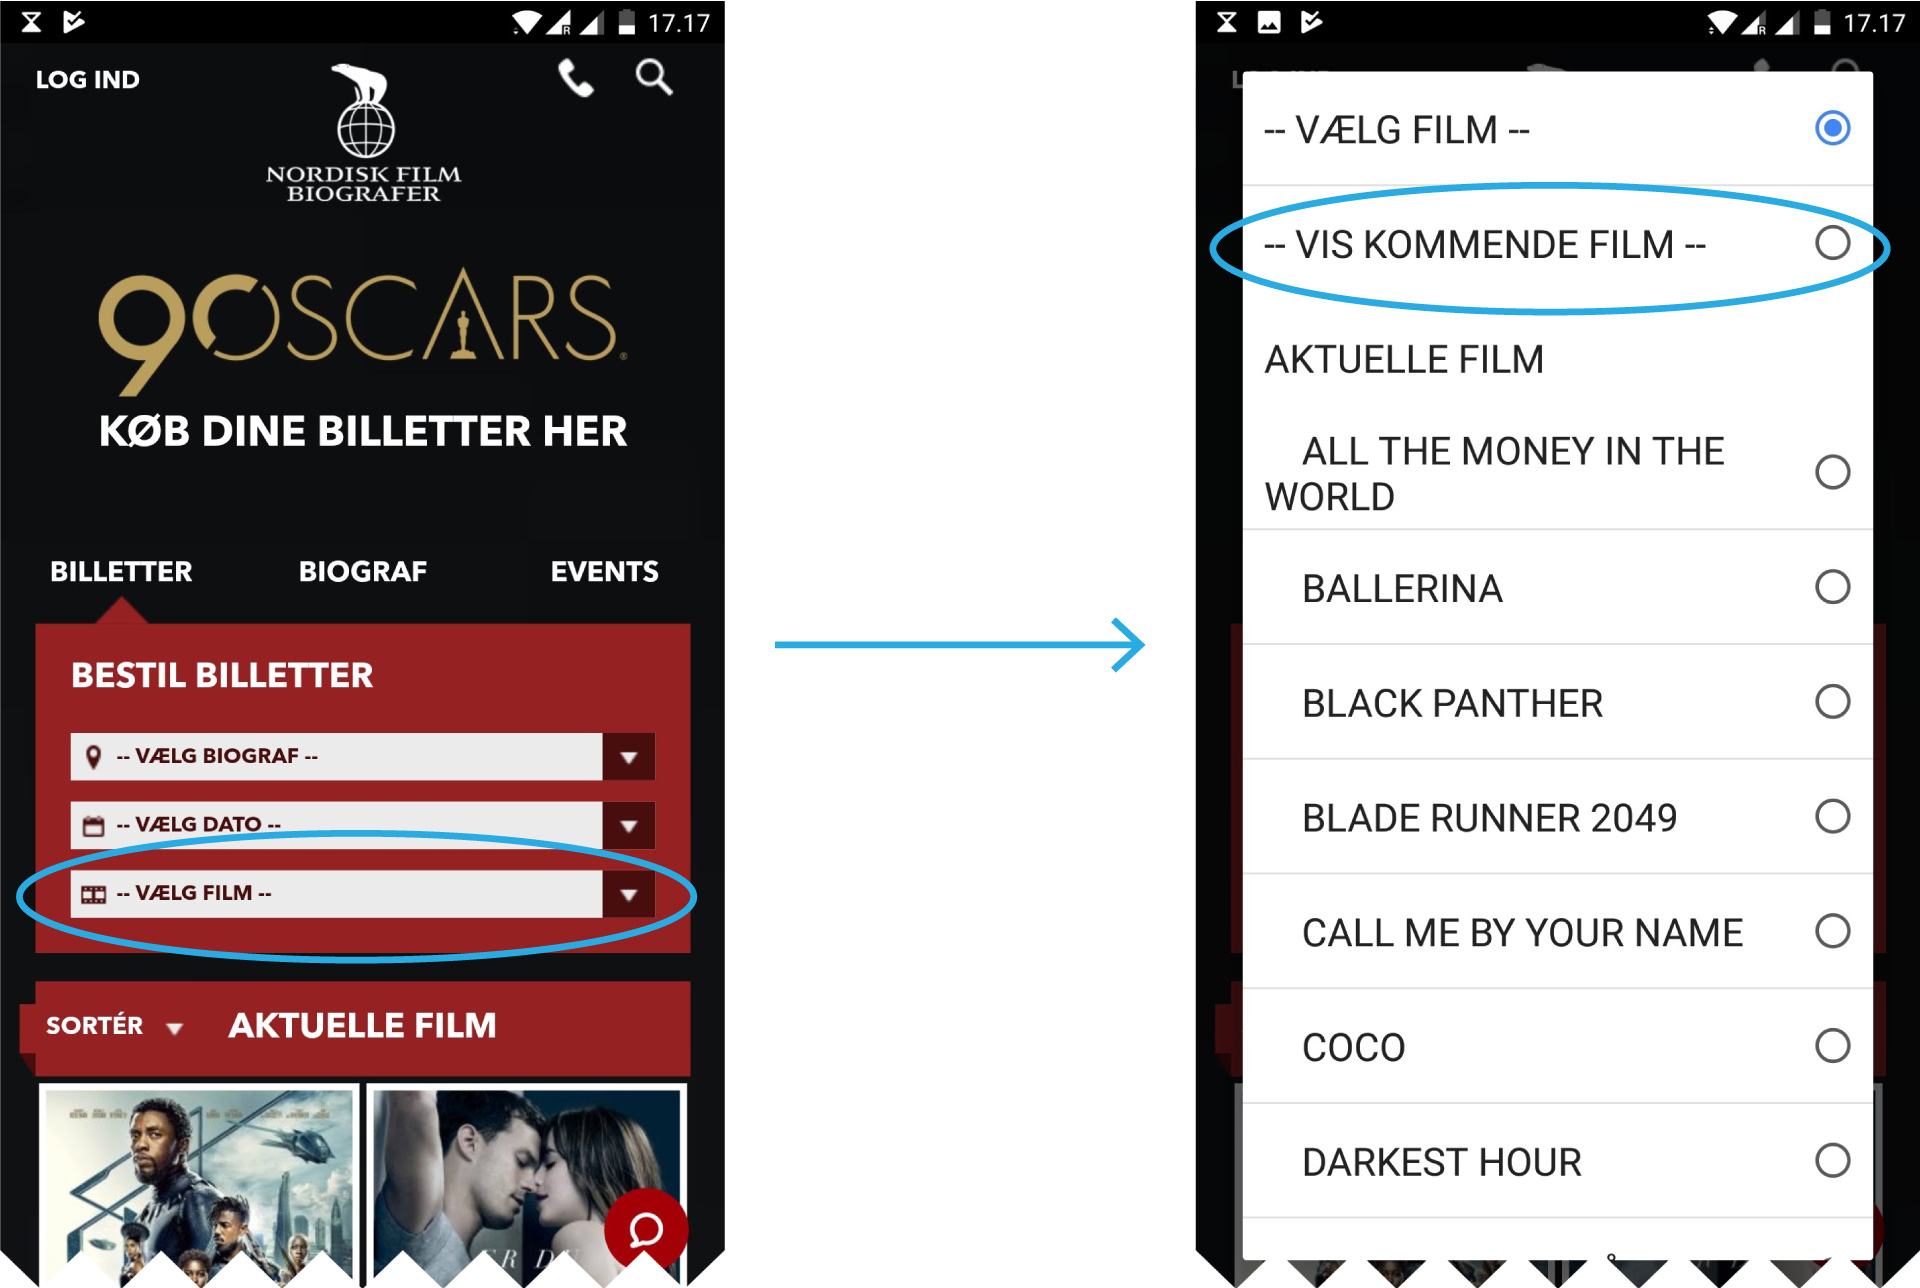 17.17
LOG IND
NORDISK FILM
BIOGRAFER
90SCARS
KØB DINE BILLETTER HER
BILLETTER BIOGRAF EVENTS
BESTIL BILLETTER
-- VÆLG BIOGRAF --
-- VÆLG DATO --
-- VÆLG FILM --
SORTÉR AKTUELLE FILM
17.17
-- VÆLG FILM --
-- VIS KOMMENDE FILM --
AKTUELLE FILM
ALL THE MONEY IN THE
WORLD
BALLERINA
BLACK PANTHER
BLADE RUNNER 2049
CALL ME BY YOUR NAME
COCO
DARKEST HOUR